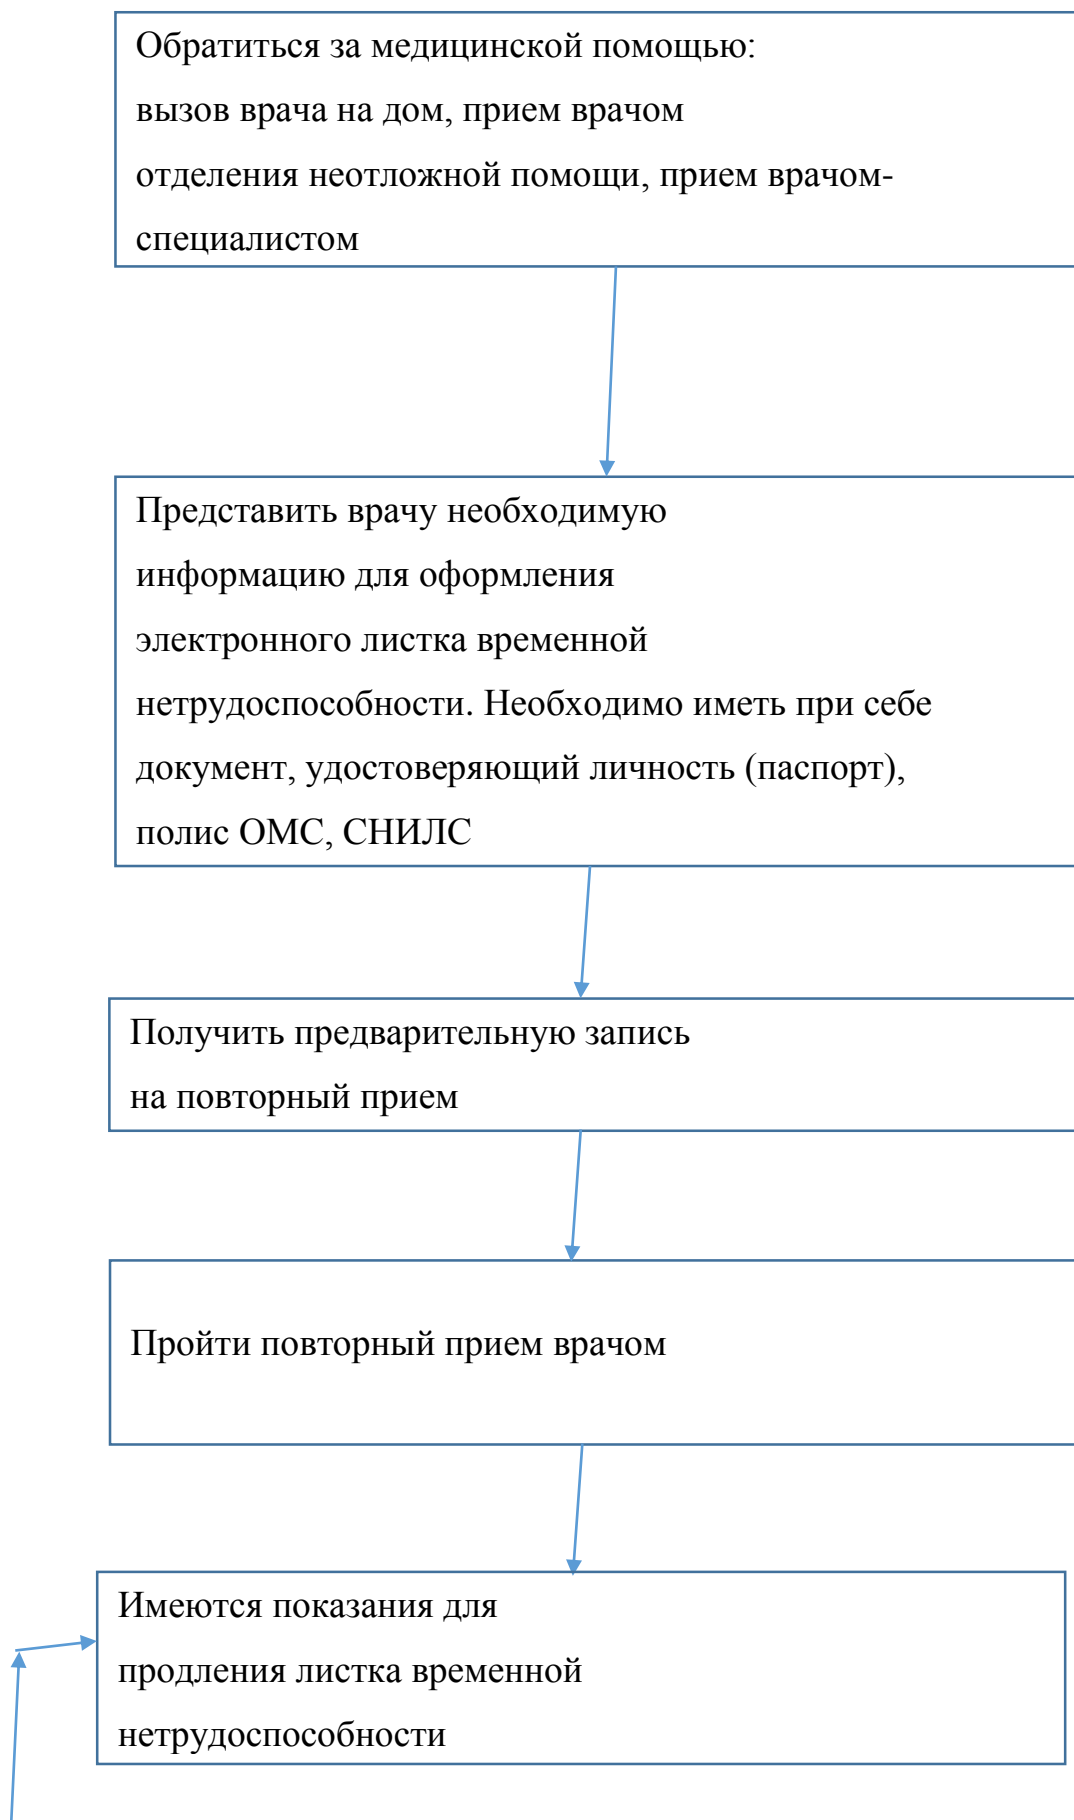 Обратиться за медицинской помощью:
вызов врача на дом, прием врачом
отделения неотложной помощи, прием врачом-
специалистом
Представить врачу необходимую
информацию для оформления
электронного листка временной
нетрудоспособности. Необходимо иметь при себе
документ, удостоверяющий личность (паспорт),
полис ОМС, СНИЛС
Получить предварительную запись
на повторный прием
Пройти повторный прием врачом
Имеются показания для
продления листка временной
нетрудоспособности